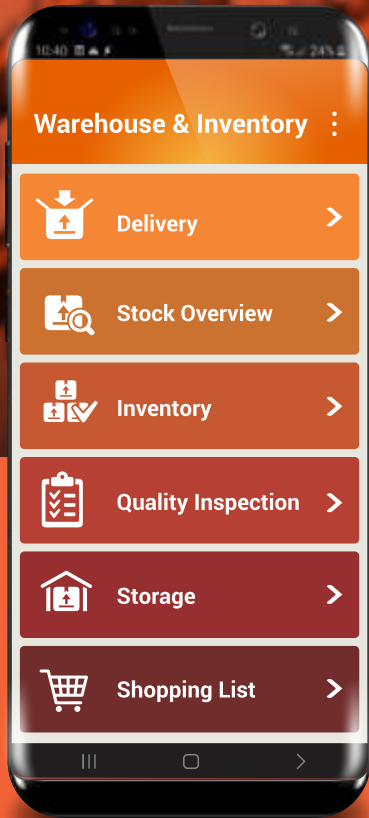 10:40
24%
Warehouse & Inventory
Delivery
Stock Overview
Inventory
Quality Inspection
Storage
Shopping List